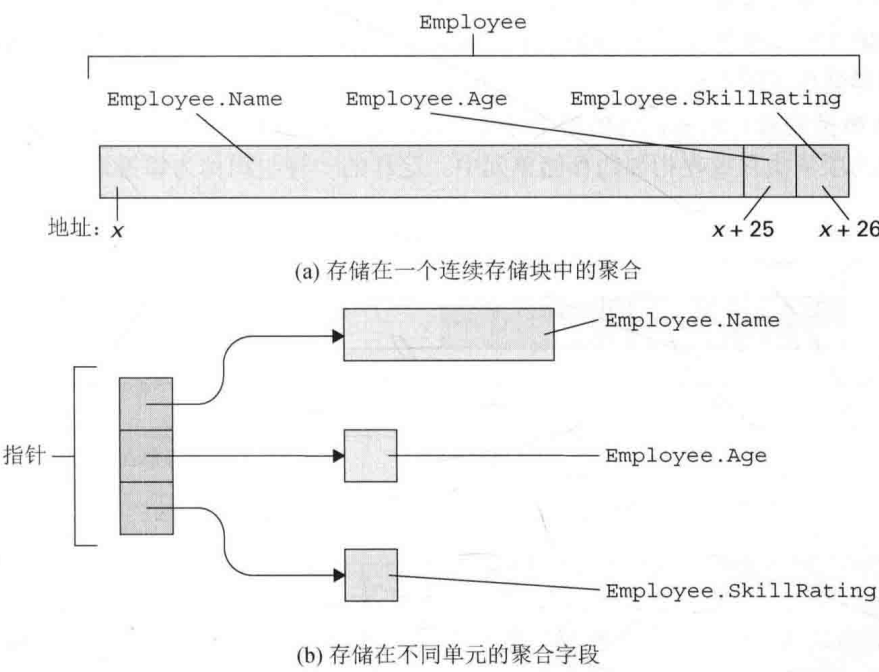 Employee
Employee.Name Employee.Age Employee.SkillRating
地址: x x + 25 x + 26
(a) 存储在一个连续存储块中的聚合
Employee.Name
指针
Employee.Age
Employee.SkillRating
(b) 存储在不同单元的聚合字段